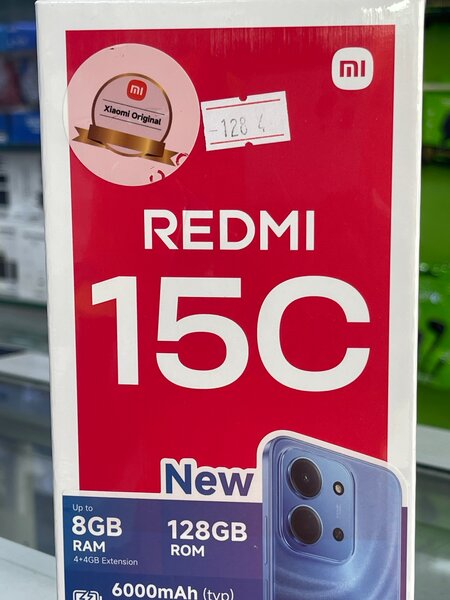 mi
mi
Xiaomi Original
-128 4
REDMI
15C
New
Up to
8GB
RAM
4+4GB Extension
128GB
ROM
6000mAh (typ)